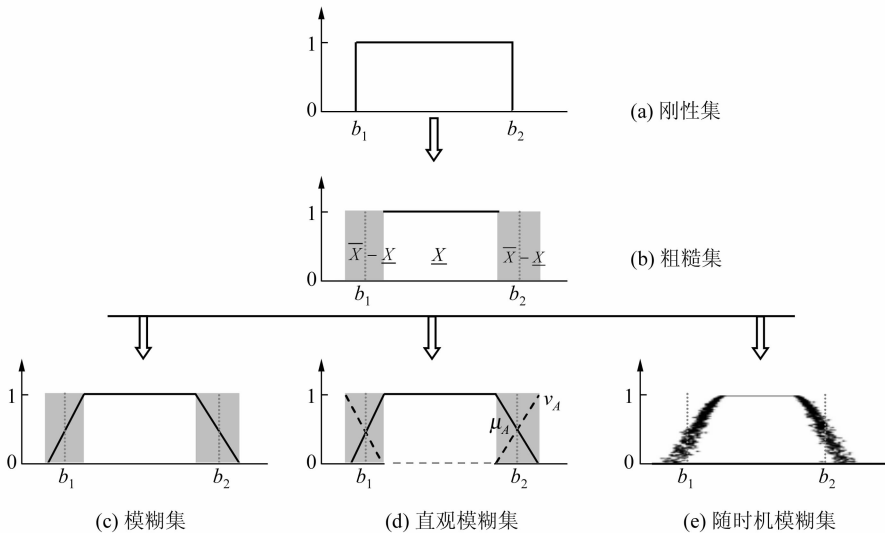 1
0
b₁
b₂
(a) 刚性集
1
X̅ − X̲
X̲
X̅ − X̲
0
b₁
b₂
(b) 粗糙集
1
0
b₁
b₂
(c) 模糊集
1
μ_A
v_A
0
b₁
b₂
(d) 直观模糊集
1
0
b₁
b₂
(e) 随时机模糊集